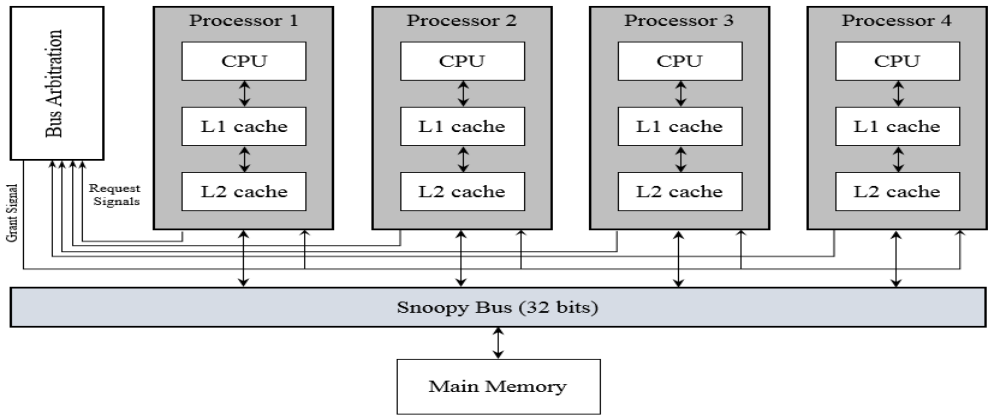 Bus Arbitration
Grant Signal
Request
Signals
Processor 1
CPU
L1 cache
L2 cache
Processor 2
CPU
L1 cache
L2 cache
Processor 3
CPU
L1 cache
L2 cache
Processor 4
CPU
L1 cache
L2 cache
Snoopy Bus (32 bits)
Main Memory